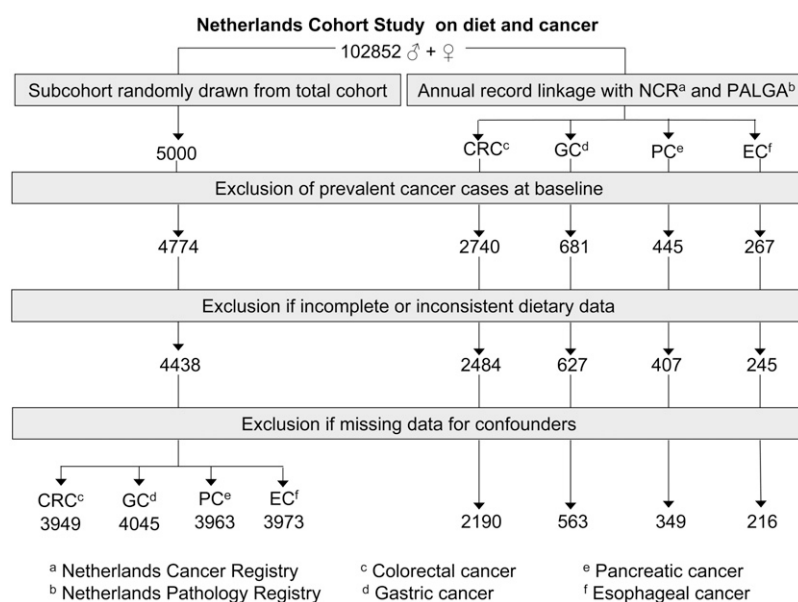 Netherlands Cohort Study on diet and cancer
102852 ♂ + ♀
Subcohort randomly drawn from total cohort
Annual record linkage with NCRᵃ and PALGAᵇ
5000
CRCᶜ GCᵈ PCᵉ ECᶠ
Exclusion of prevalent cancer cases at baseline
4774 2740 681 445 267
Exclusion if incomplete or inconsistent dietary data
4438 2484 627 407 245
Exclusion if missing data for confounders
CRCᶜ GCᵈ PCᵉ ECᶠ
3949 4045 3963 3973 2190 563 349 216
ᵃ Netherlands Cancer Registry ᶜ Colorectal cancer ᵉ Pancreatic cancer
ᵇ Netherlands Pathology Registry ᵈ Gastric cancer ᶠ Esophageal cancer